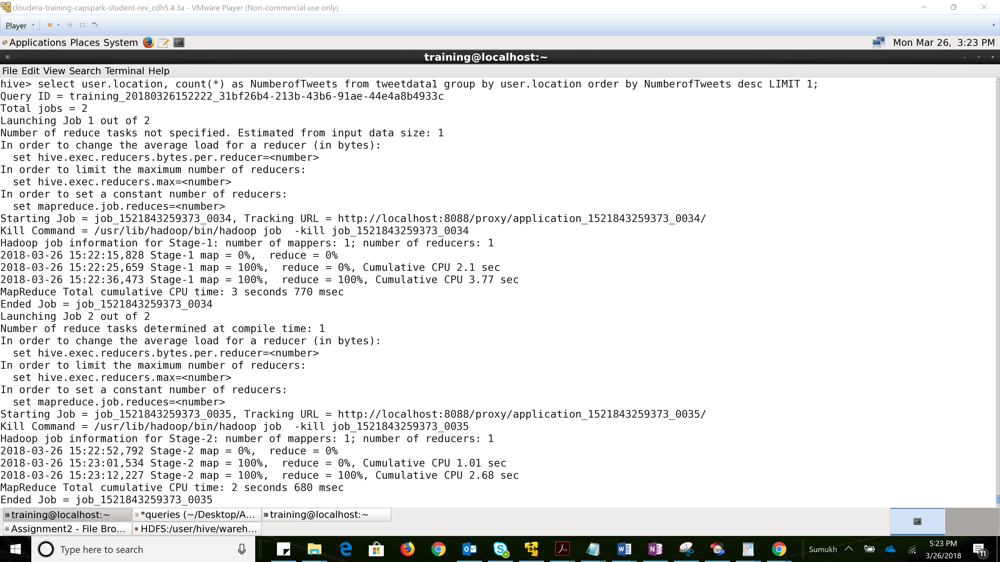 cloudera-training-capspark-student-rev_cdh5.4.3a - VMware Player (Non-commercial use only)
Player
Applications Places System
Mon Mar 26, 3:23 PM
training@localhost:~
File Edit View Search Terminal Help
hive> select user.location, count(*) as NumberofTweets from tweetdata1 group by user.location order by NumberofTweets desc LIMIT 1;
Query ID = training_20180326152222_31bf26b4-213b-43b6-91ae-44e4a8b4933c
Total jobs = 2
Launching Job 1 out of 2
Number of reduce tasks not specified. Estimated from input data size: 1
In order to change the average load for a reducer (in bytes):
  set hive.exec.reducers.bytes.per.reducer=<number>
In order to limit the maximum number of reducers:
  set hive.exec.reducers.max=<number>
In order to set a constant number of reducers:
  set mapreduce.job.reduces=<number>
Starting Job = job_1521843259373_0034, Tracking URL = http://localhost:8088/proxy/application_1521843259373_0034/
Kill Command = /usr/lib/hadoop/bin/hadoop job  -kill job_1521843259373_0034
Hadoop job information for Stage-1: number of mappers: 1; number of reducers: 1
2018-03-26 15:22:15,828 Stage-1 map = 0%,  reduce = 0%
2018-03-26 15:22:25,659 Stage-1 map = 100%,  reduce = 0%, Cumulative CPU 2.1 sec
2018-03-26 15:22:36,473 Stage-1 map = 100%,  reduce = 100%, Cumulative CPU 3.77 sec
MapReduce Total cumulative CPU time: 3 seconds 770 msec
Ended Job = job_1521843259373_0034
Launching Job 2 out of 2
Number of reduce tasks determined at compile time: 1
In order to change the average load for a reducer (in bytes):
  set hive.exec.reducers.bytes.per.reducer=<number>
In order to limit the maximum number of reducers:
  set hive.exec.reducers.max=<number>
In order to set a constant number of reducers:
  set mapreduce.job.reduces=<number>
Starting Job = job_1521843259373_0035, Tracking URL = http://localhost:8088/proxy/application_1521843259373_0035/
Kill Command = /usr/lib/hadoop/bin/hadoop job  -kill job_1521843259373_0035
Hadoop job information for Stage-2: number of mappers: 1; number of reducers: 1
2018-03-26 15:22:52,792 Stage-2 map = 0%,  reduce = 0%
2018-03-26 15:23:01,534 Stage-2 map = 100%,  reduce = 0%, Cumulative CPU 1.01 sec
2018-03-26 15:23:12,227 Stage-2 map = 100%,  reduce = 100%, Cumulative CPU 2.68 sec
MapReduce Total cumulative CPU time: 2 seconds 680 msec
Ended Job = job_1521843259373_0035
training@localhost:~
*queries (~/Desktop/A...
training@localhost:~
Assignment2 - File Bro...
HDFS:/user/hive/wareh...
Type here to search
Sumukh
5:23 PM
3/26/2018
11